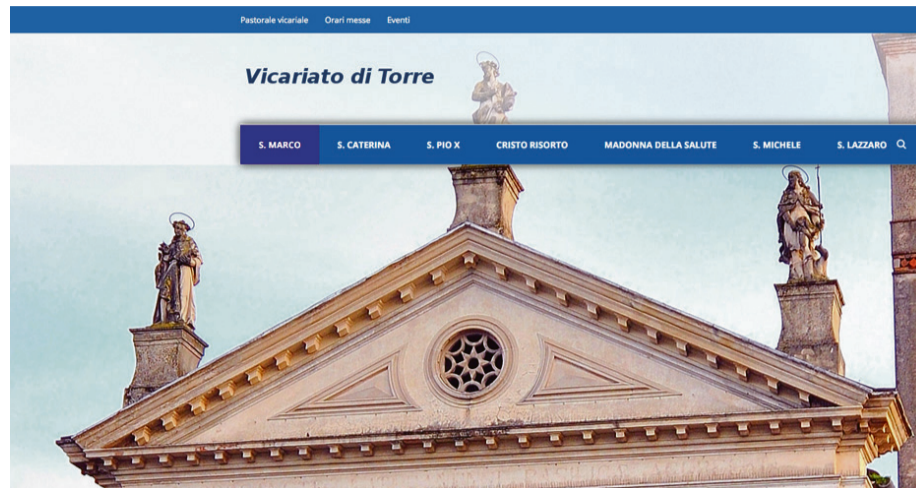 Pastorale vicariale Orari messe Eventi
Vicariato di Torre
S. MARCO S. CATERINA S. PIO X CRISTO RISORTO MADONNA DELLA SALUTE S. MICHELE S. LAZZARO